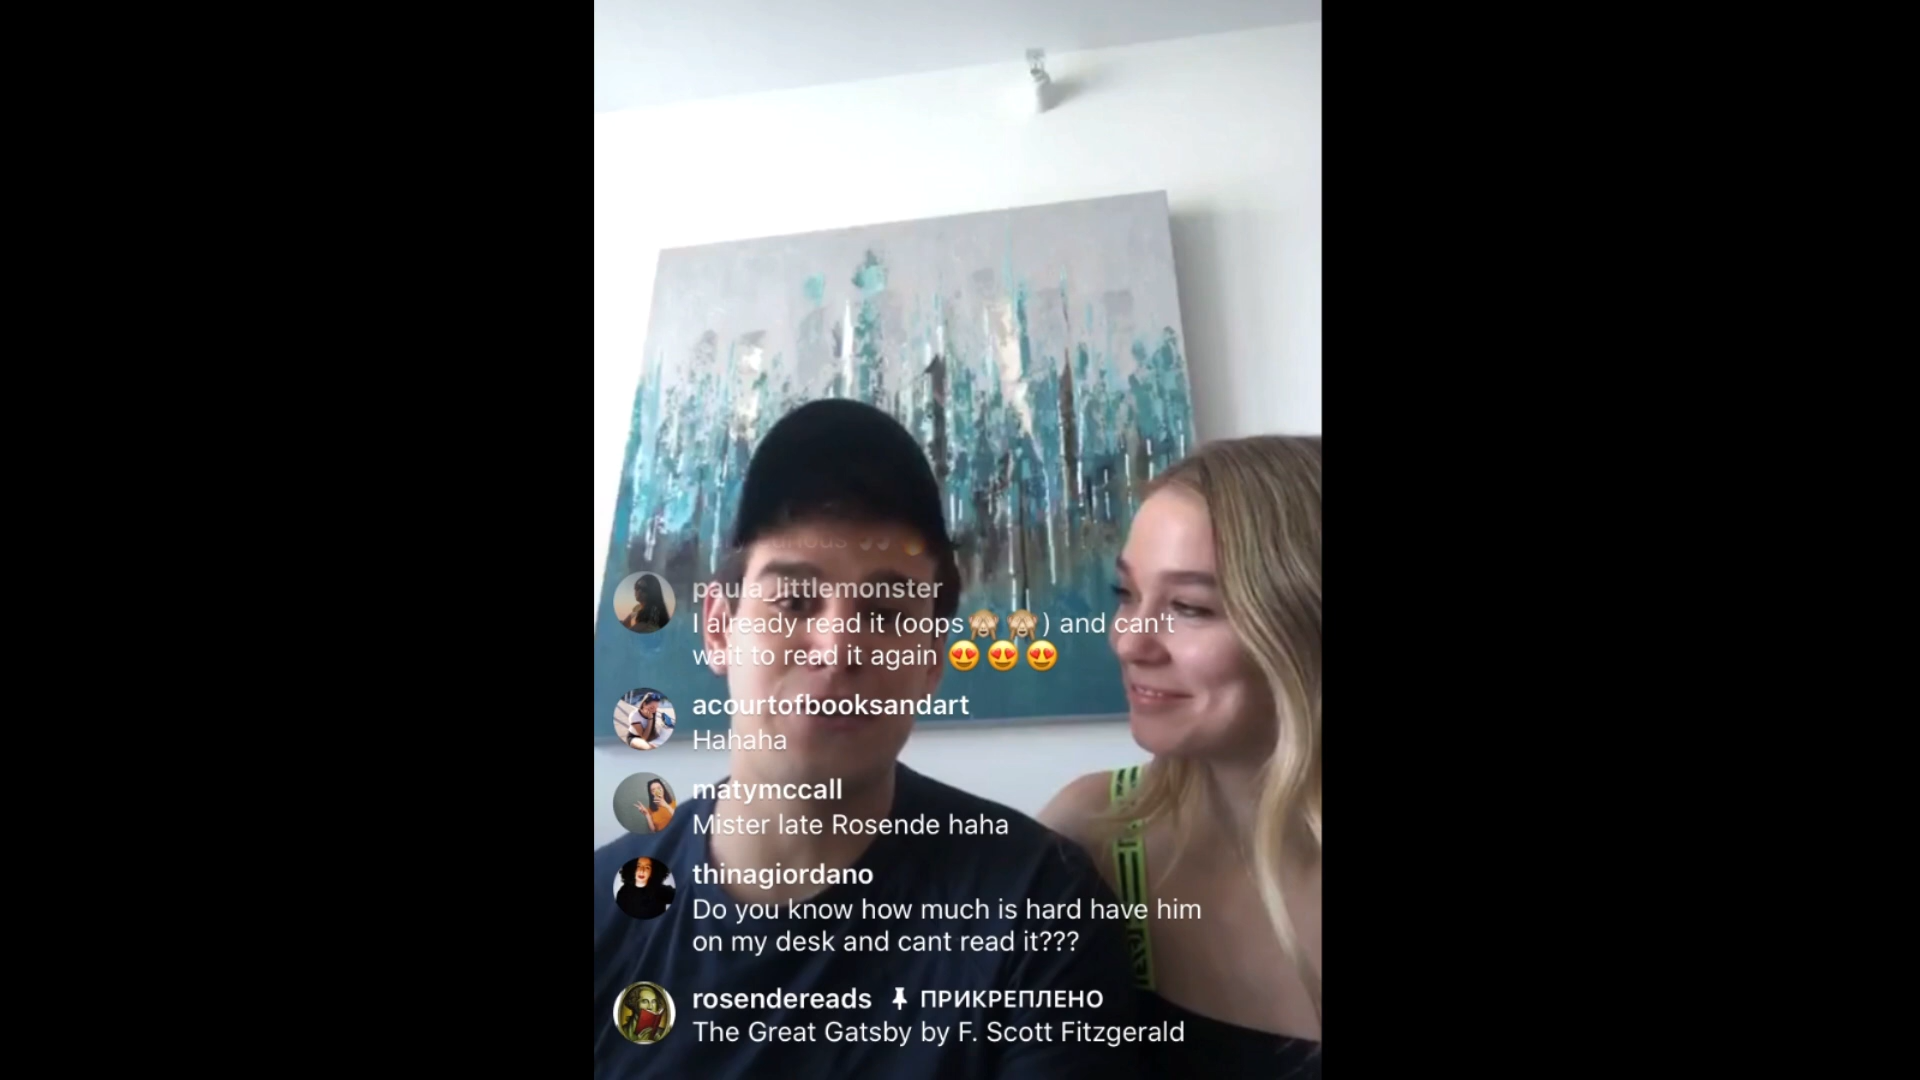 paula_littlemonster
I already read it (oops🙈🙈) and can't
wait to read it again 😍😍😍
acourtofbooksandart
Hahaha
matymccall
Mister late Rosende haha
thinagiordano
Do you know how much is hard have him
on my desk and cant read it???
rosendereads 📌 ПРИКРЕПЛЕНО
The Great Gatsby by F. Scott Fitzgerald